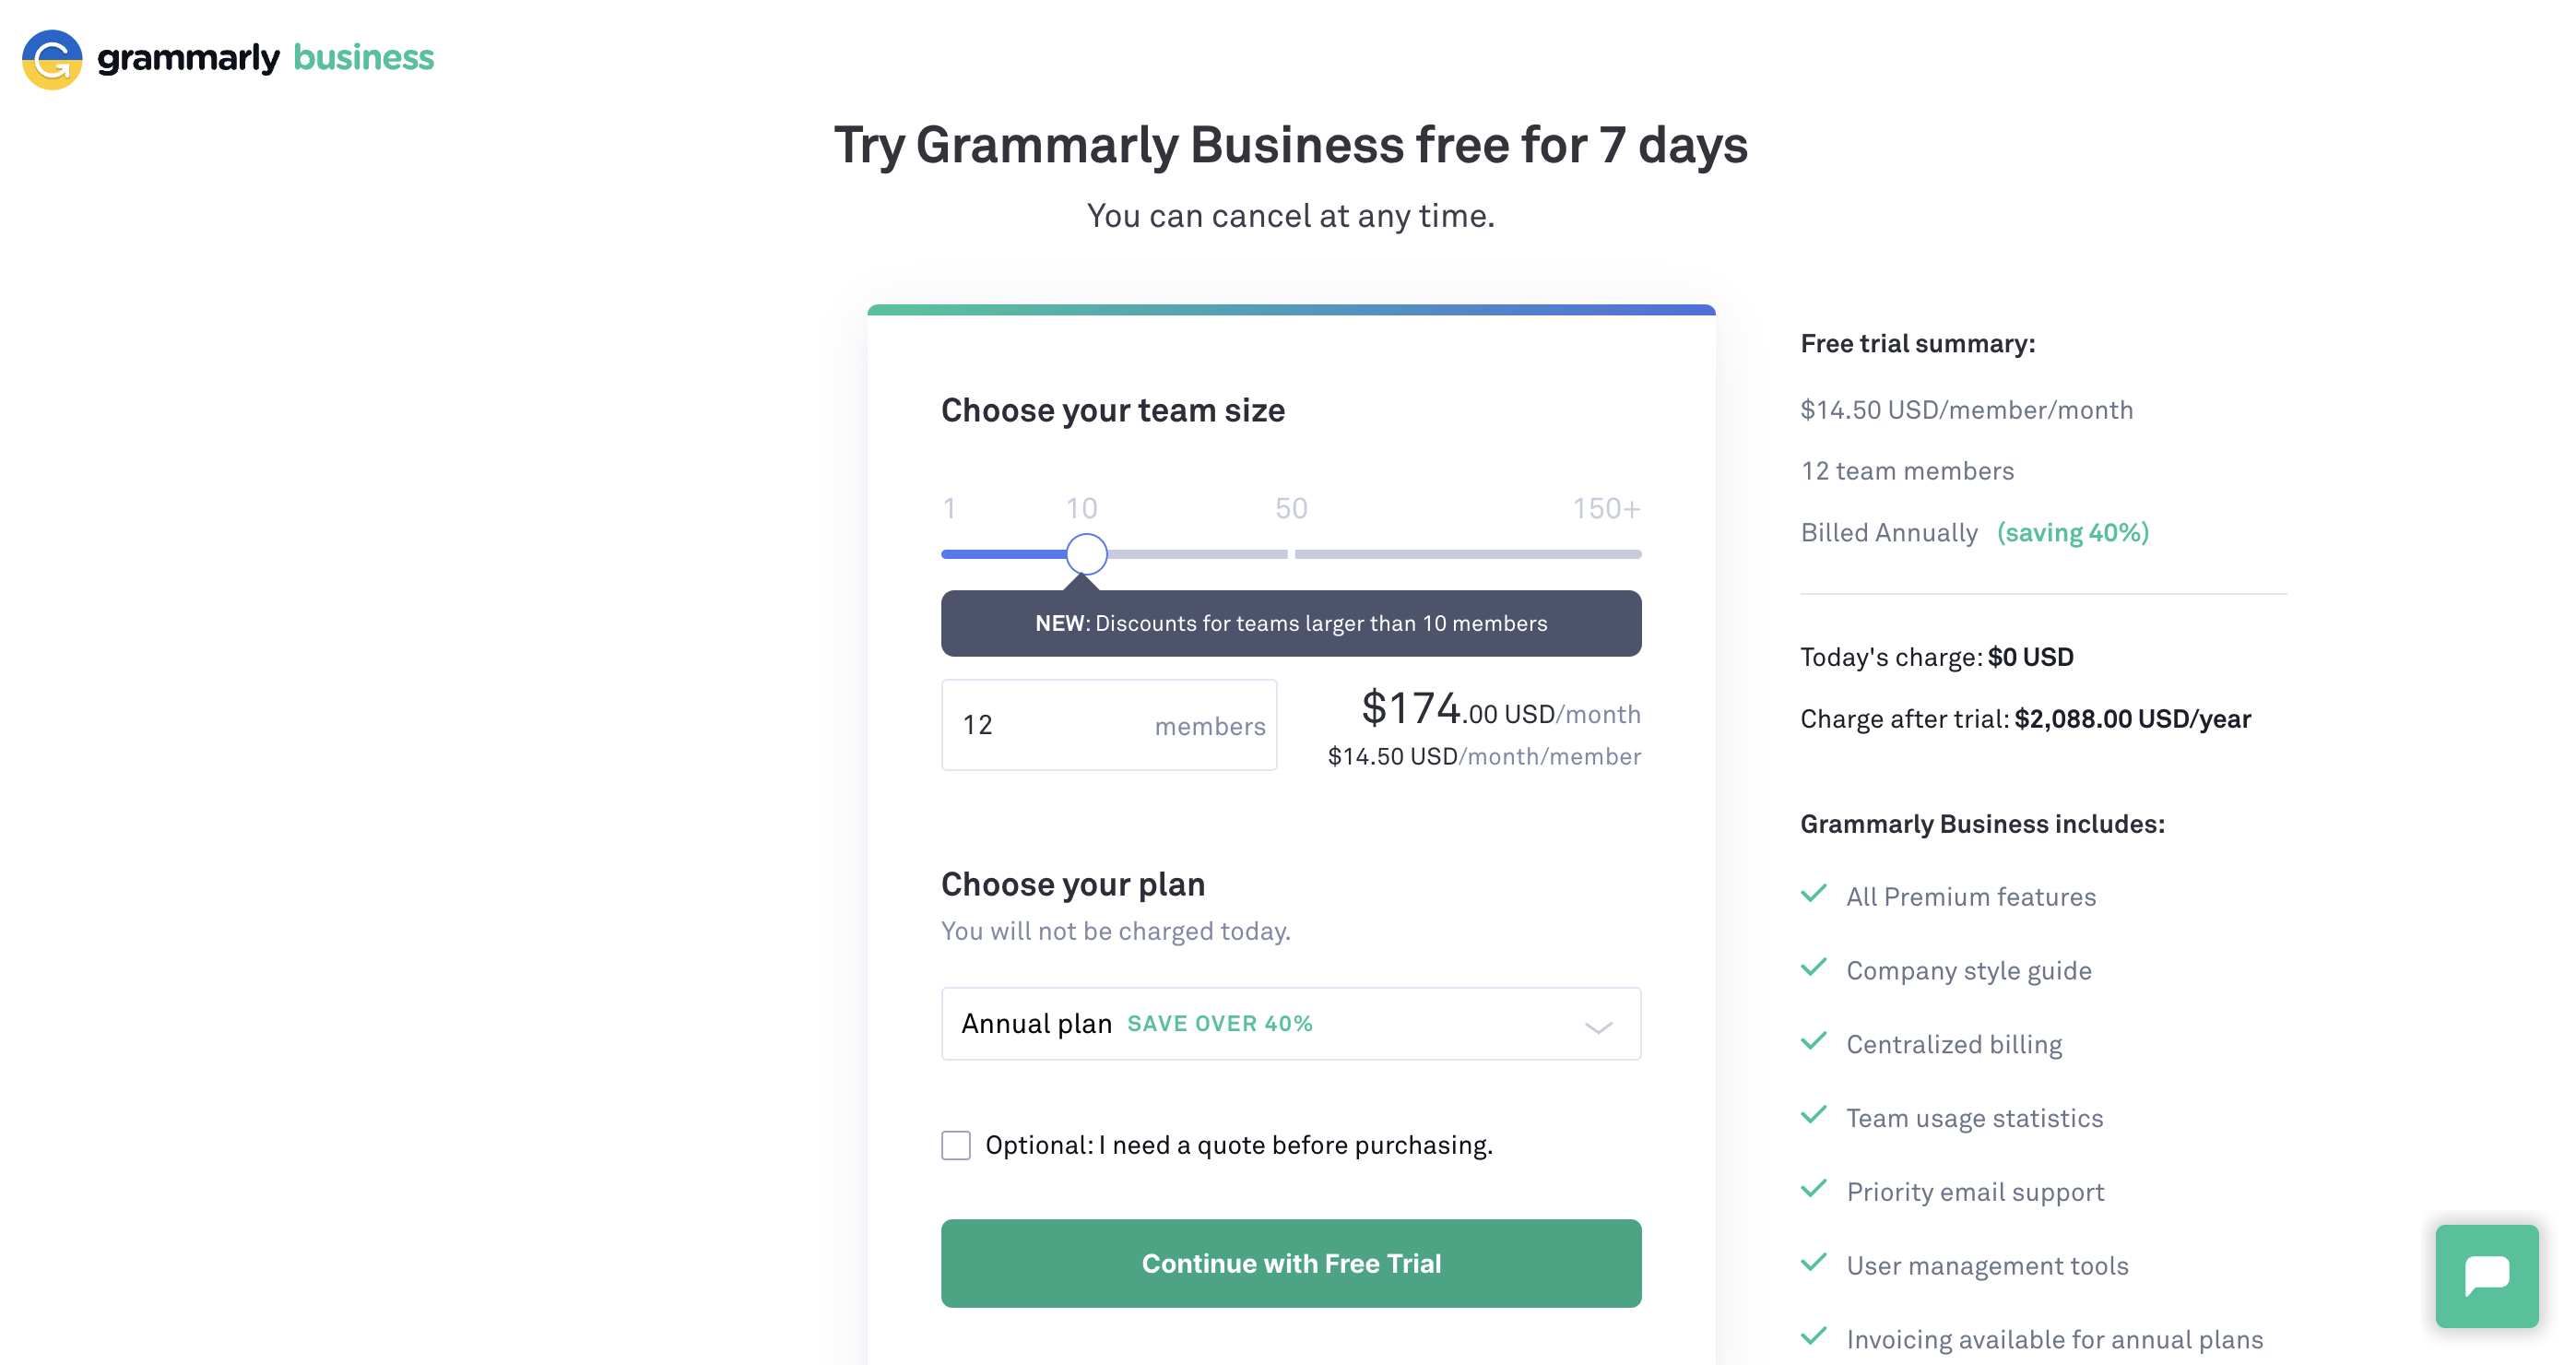 grammarly business
Try Grammarly Business free for 7 days
You can cancel at any time.
Choose your team size
1 10 50 150+
NEW: Discounts for teams larger than 10 members
12 members
$174.00 USD/month
$14.50 USD/month/member
Choose your plan
You will not be charged today.
Annual plan SAVE OVER 40%
Optional: I need a quote before purchasing.
Continue with Free Trial
Free trial summary:
$14.50 USD/member/month
12 team members
Billed Annually (saving 40%)
Today's charge: $0 USD
Charge after trial: $2,088.00 USD/year
Grammarly Business includes:
All Premium features
Company style guide
Centralized billing
Team usage statistics
Priority email support
User management tools
Invoicing available for annual plans